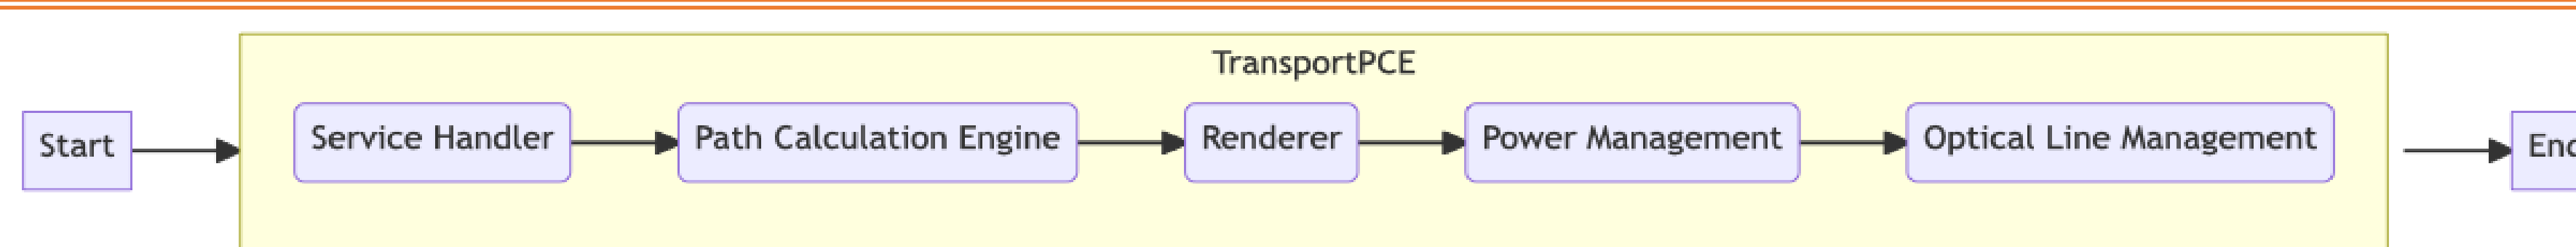 TransportPCE
Start
Service Handler
Path Calculation Engine
Renderer
Power Management
Optical Line Management